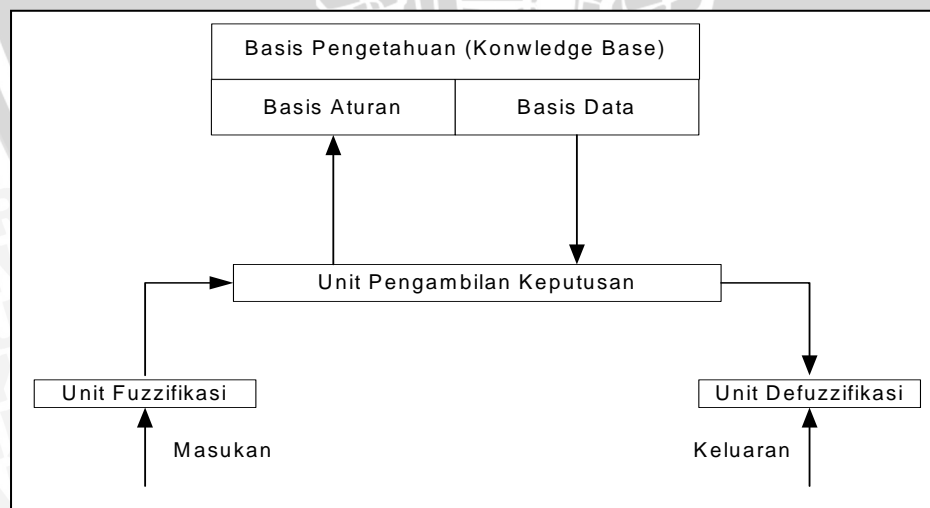 Basis Pengetahuan (Konwledge Base)
Basis Aturan
Basis Data
Unit Pengambilan Keputusan
Unit Fuzzifikasi
Unit Defuzzifikasi
Masukan
Keluaran